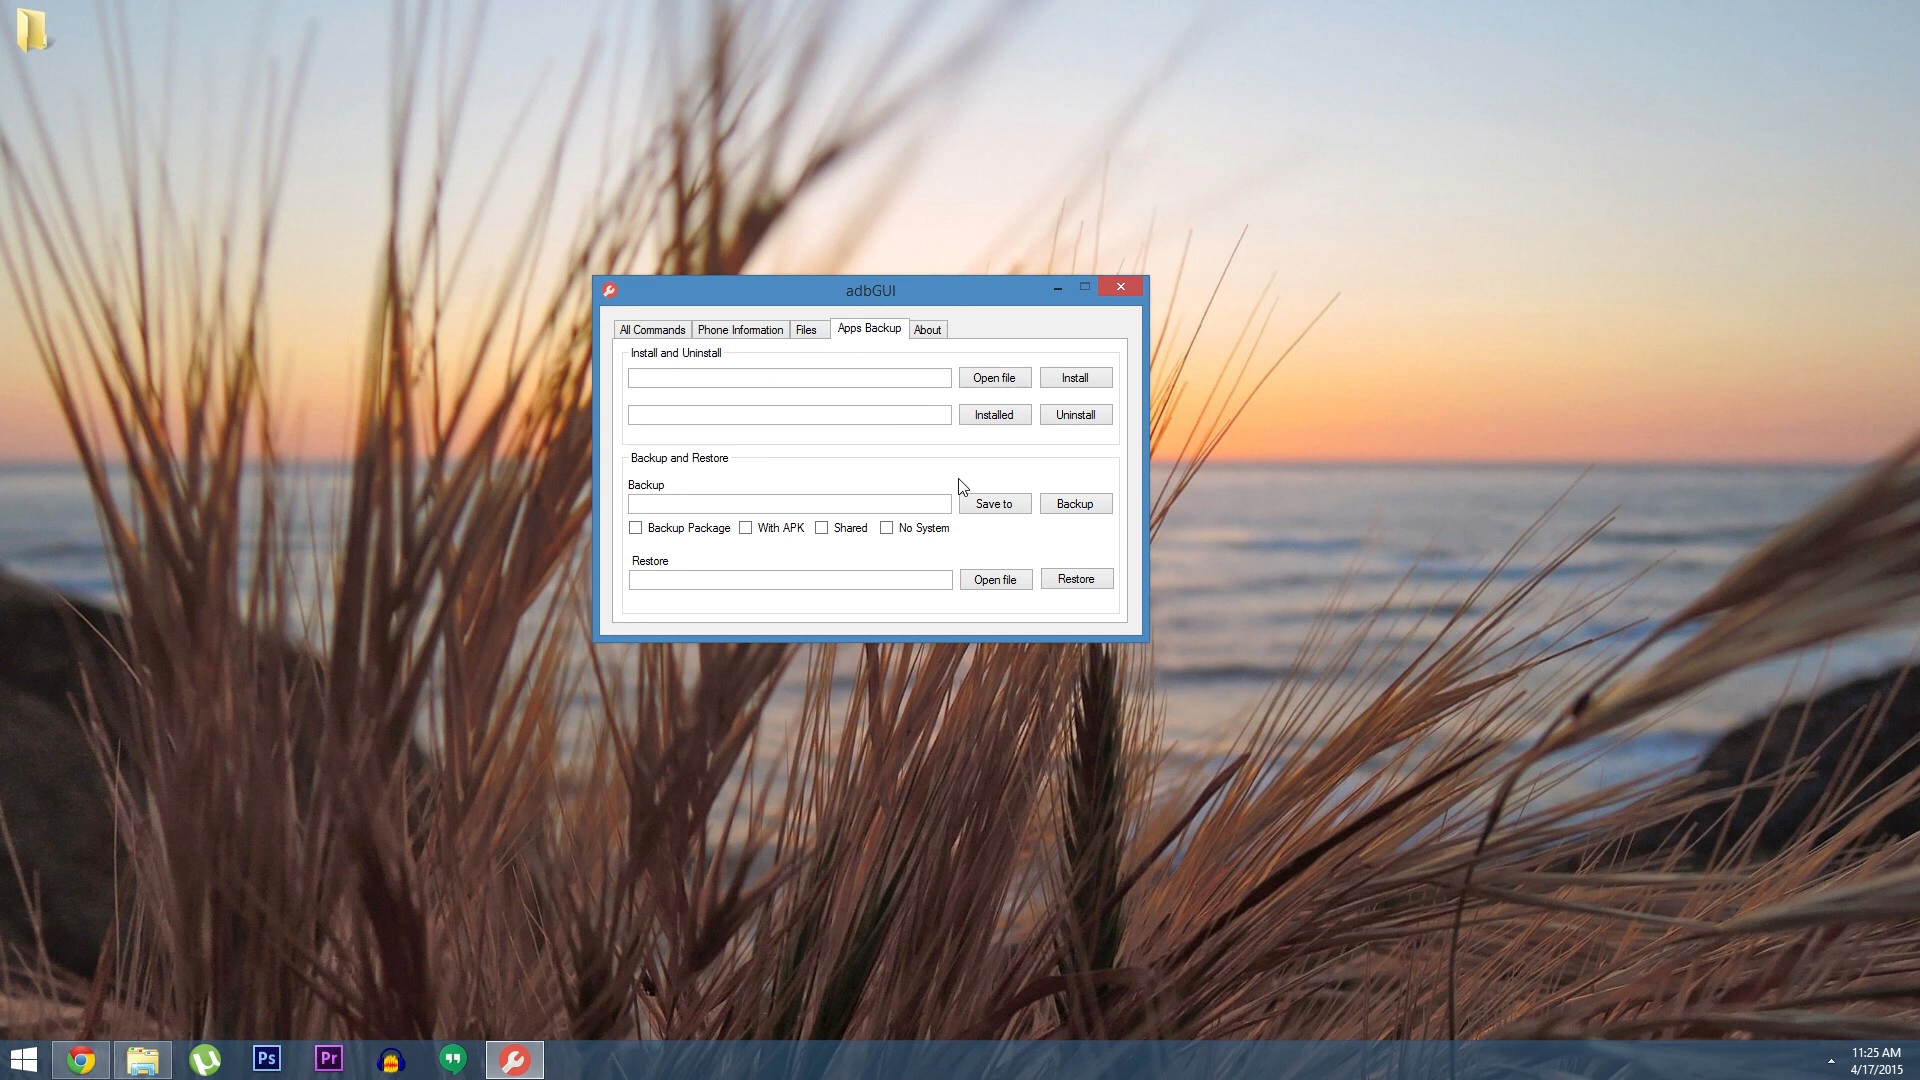 adbGUI
All Commands Phone Information Files Apps Backup About
Install and Uninstall
Open file Install
Installed Uninstall
Backup and Restore
Backup
Save to Backup
Backup Package With APK Shared No System
Restore
Open file Restore
Ps Pr
11:25 AM
4/17/2015